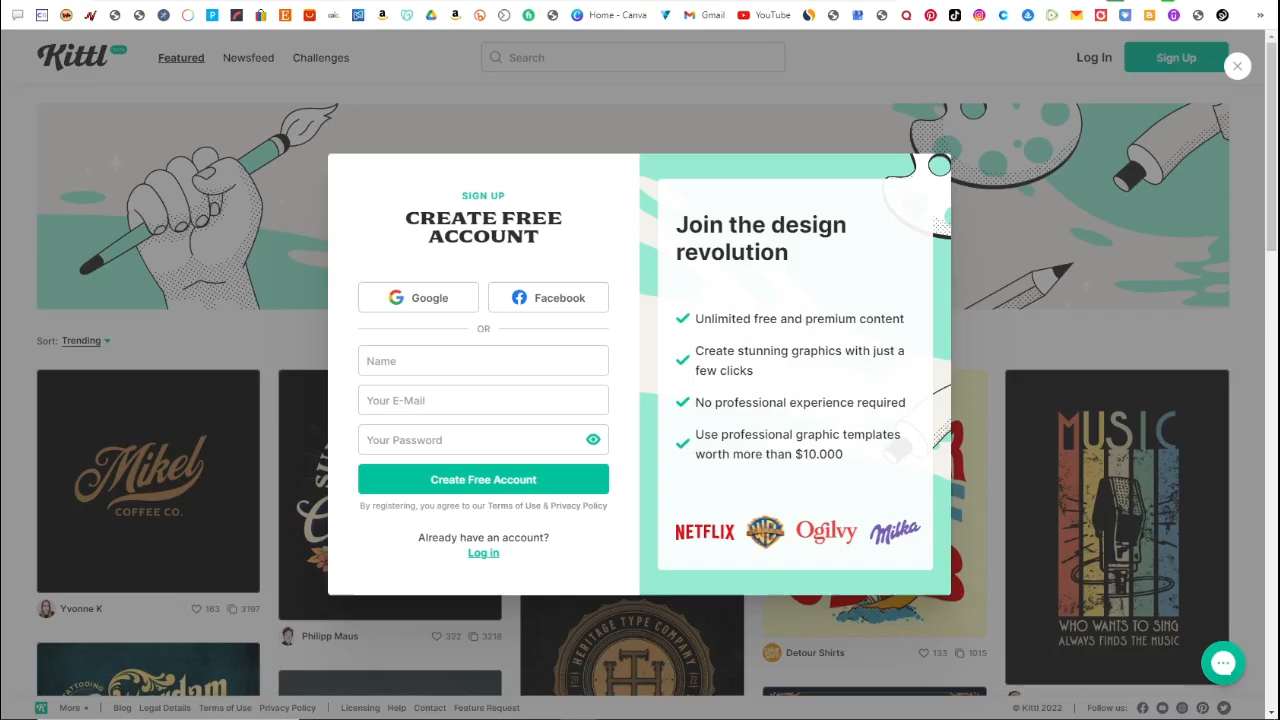 Home - Canva
Gmail
YouTube
»
Kittl BETA
Featured
Newsfeed
Challenges
Search
Log In
Sign Up
SIGN UP
CREATE FREE
ACCOUNT
Google
Facebook
OR
Name
Your E-Mail
Your Password
Create Free Account
By registering, you agree to our Terms of Use & Privacy Policy
Already have an account?
Log in
Join the design
revolution
Unlimited free and premium content
Create stunning graphics with just a
few clicks
No professional experience required
Use professional graphic templates
worth more than $10.000
NETFLIX
WB
Ogilvy
Milka
Sort: Trending
Mikel
COFFEE CO.
Yvonne K
163
3197
Philipp Maus
322
3218
HERITAGE TYPE COMPANY
Detour Shirts
133
1015
MUSIC
WHO WANTS TO SING
ALWAYS FINDS THE MUSIC
TATTOOING
More
Blog
Legal Details
Terms of Use
Privacy Policy
Licensing
Help
Contact
Feature Request
© Kittl 2022
Follow us: